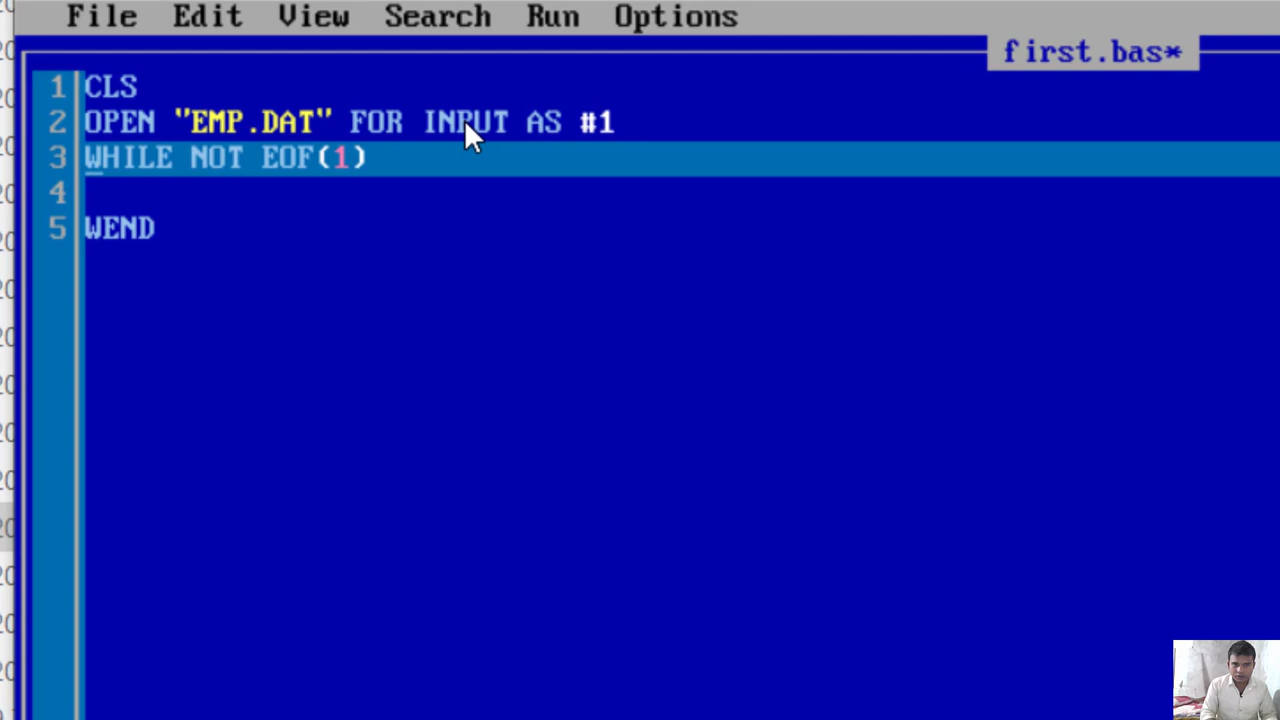 File Edit View Search Run Options
first.bas*
1 CLS
2 OPEN "EMP.DAT" FOR INPUT AS #1
3 WHILE NOT EOF(1)
4
5 WEND